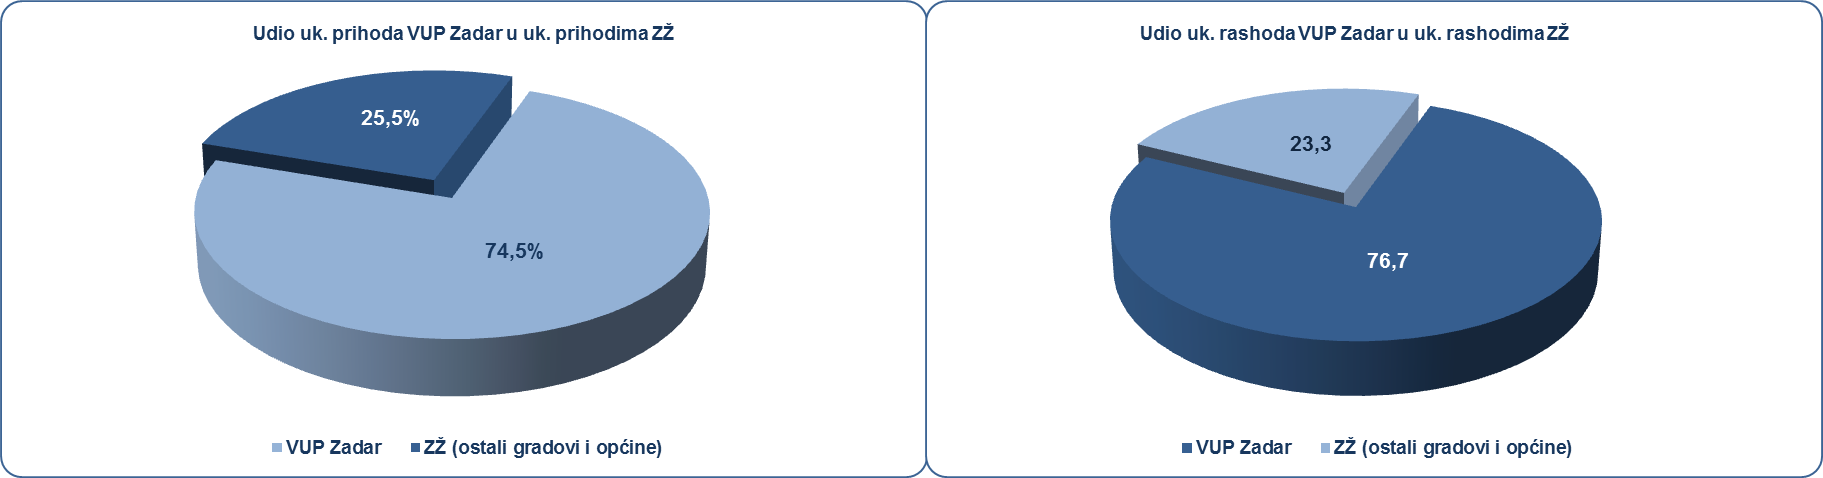 Udio uk. prihoda VUP Zadar u uk. prihodima ZŽ
25,5%
74,5%
VUP Zadar ZŽ (ostali gradovi i općine)
Udio uk. rashoda VUP Zadar u uk. rashodima ZŽ
23,3
76,7
VUP Zadar ZŽ (ostali gradovi i općine)